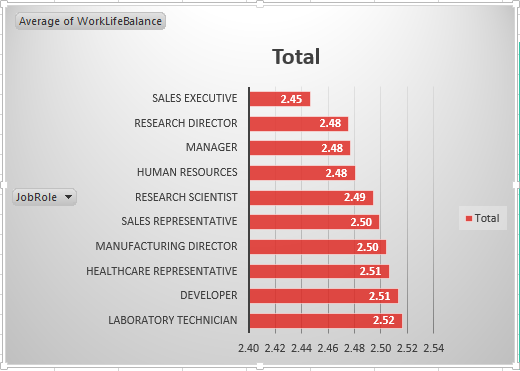 Average of WorkLifeBalance
Total
SALES EXECUTIVE 2.45
RESEARCH DIRECTOR 2.48
MANAGER 2.48
HUMAN RESOURCES 2.48
JobRole
RESEARCH SCIENTIST 2.49
SALES REPRESENTATIVE 2.50
Total
MANUFACTURING DIRECTOR 2.50
HEALTHCARE REPRESENTATIVE 2.51
DEVELOPER 2.51
LABORATORY TECHNICIAN 2.52
2.40 2.42 2.44 2.46 2.48 2.50 2.52 2.54